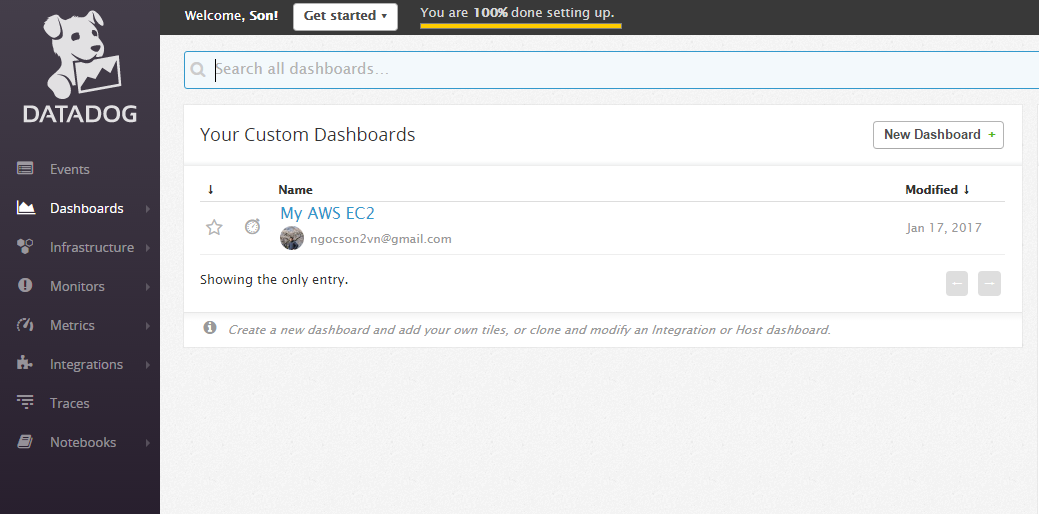 Welcome, Son!
Get started ▾
You are 100% done setting up.
DATADOG
Events
Dashboards
Infrastructure
Monitors
Metrics
Integrations
Traces
Notebooks
Search all dashboards...
Your Custom Dashboards
New Dashboard +
↓ Name Modified ↓
My AWS EC2
ngocson2vn@gmail.com
Jan 17, 2017
Showing the only entry.
← →
Create a new dashboard and add your own tiles, or clone and modify an Integration or Host dashboard.